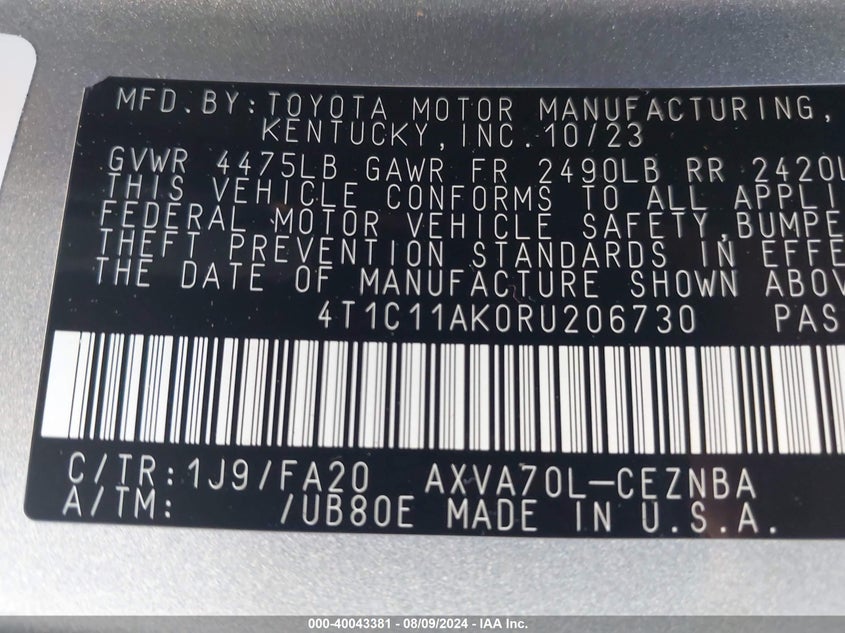 MFD.BY:TOYOTA MOTOR MANUFACTURING,
KENTUCKY,INC.10/23
GVWR 4475LB GAWR FR 2490LB RR 2420L
THIS VEHICLE CONFORMS TO ALL APPLI
FEDERAL MOTOR VEHICLE SAFETY,BUMPE
THEFT PREVENTION STANDARDS IN EFFE
THE DATE OF MANUFACTURE SHOWN ABOV
4T1C11AK0RU206730 PAS
C/TR:1J9/FA20 AXVA70L-CEZNBA
A/TM: /UB80E MADE IN U.S.A.
000-40043381 - 08/09/2024 - IAA Inc.